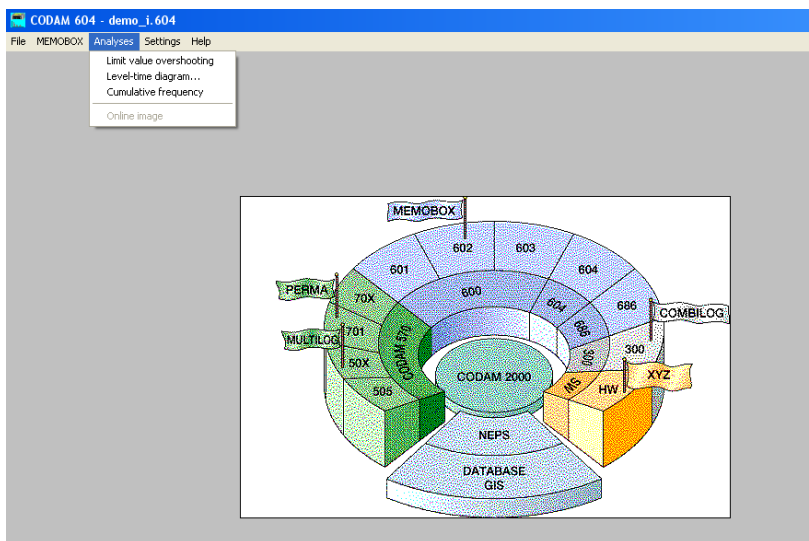 CODAM 604 - demo_i.604
File MEMOBOX Analyses Settings Help
Limit value overshooting
Level-time diagram...
Cumulative frequency
Online image
MEMOBOX
602
603
601
604
PERMA
70X
600
604
686
686
COMBILOG
MULTILOG
701
CODAM 570
300
300
50X
CODAM 2000
SW
HW
XYZ
505
NEPS
DATABASE
GIS